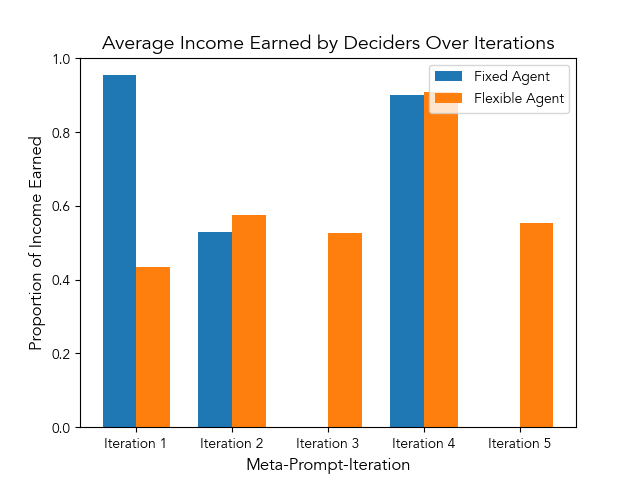 Average Income Earned by Deciders Over Iterations
Fixed Agent
Flexible Agent
Proportion of Income Earned
1.0
0.8
0.6
0.4
0.2
0.0
Iteration 1 Iteration 2 Iteration 3 Iteration 4 Iteration 5
Meta-Prompt-Iteration